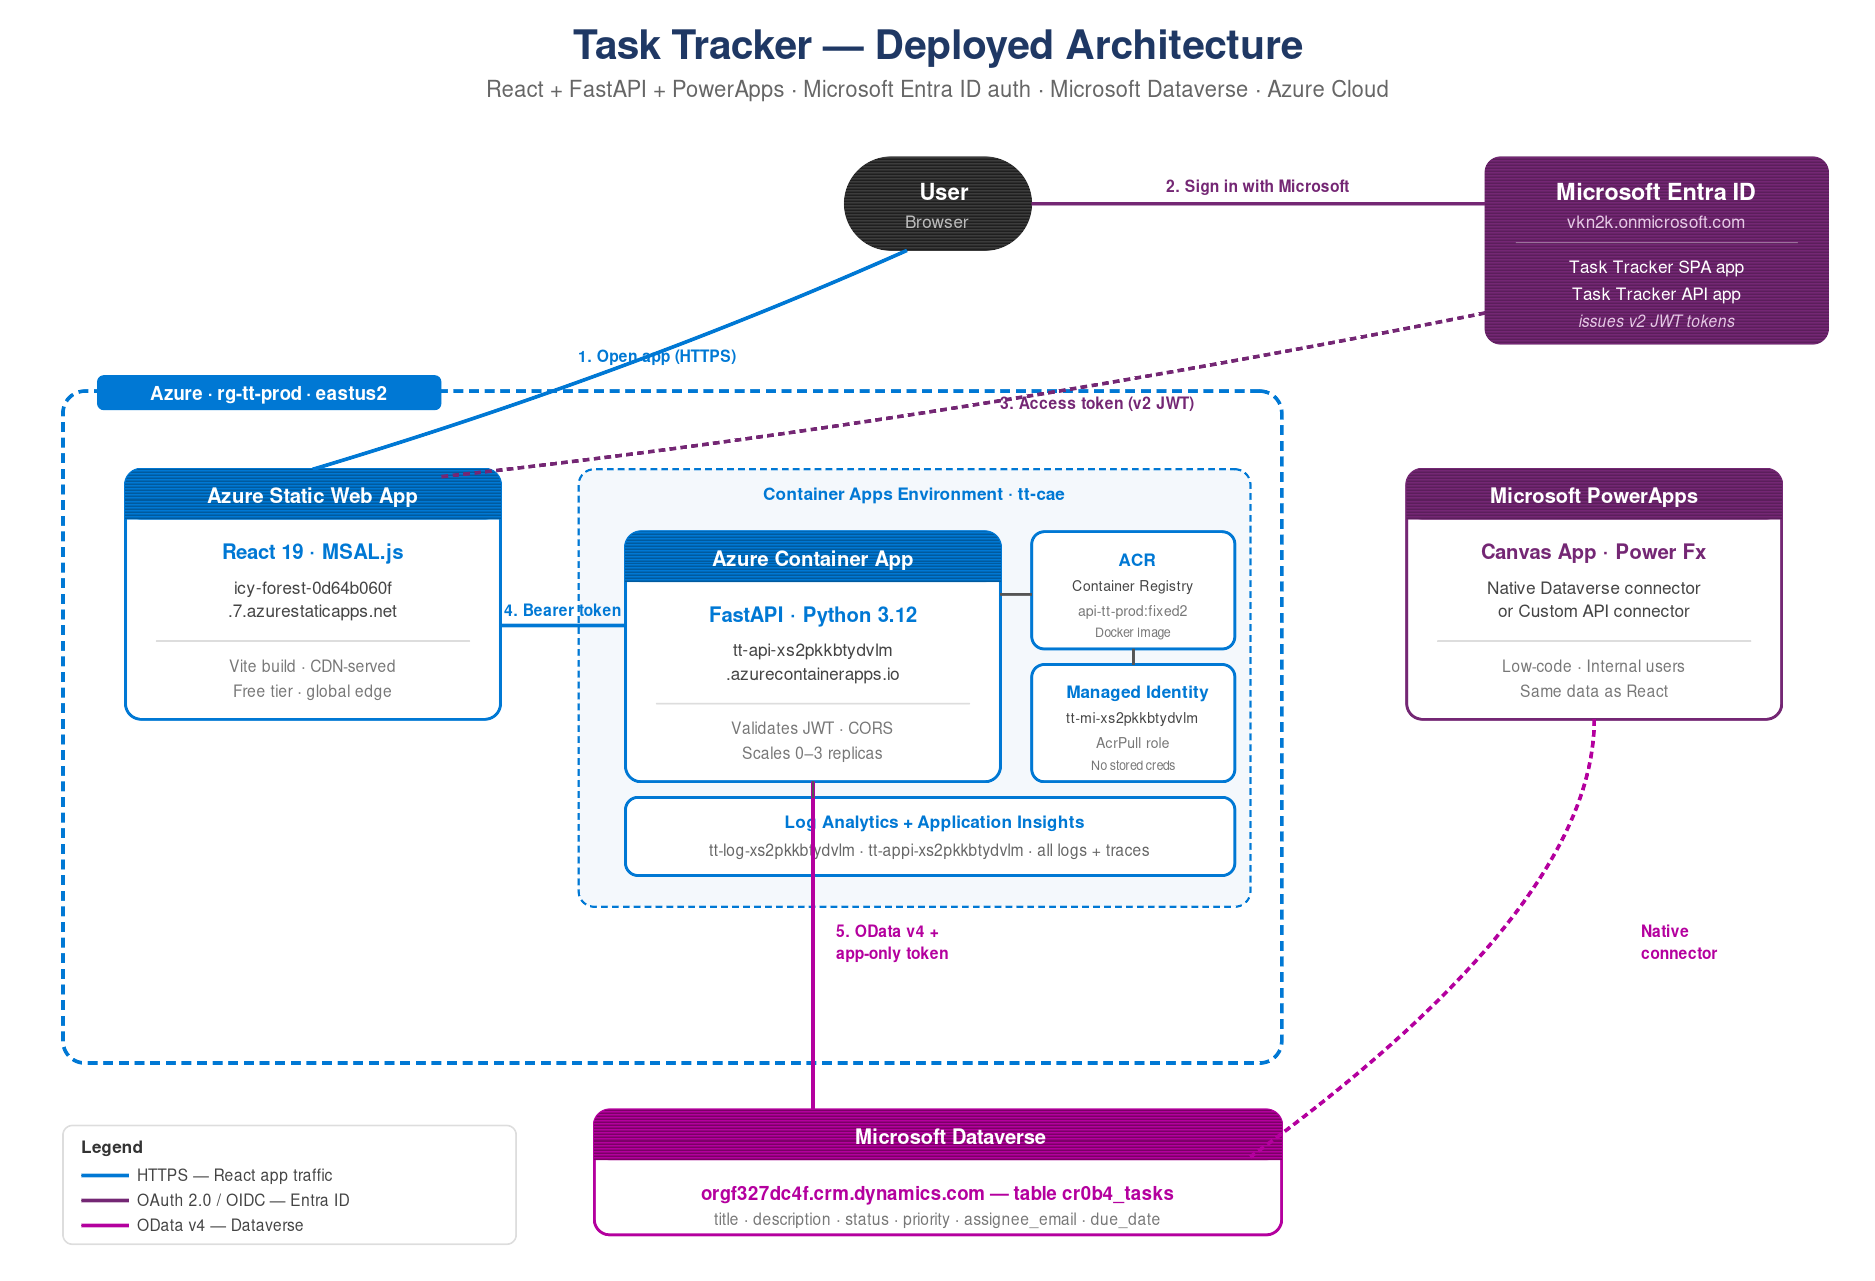 Task Tracker — Deployed Architecture
React + FastAPI + PowerApps · Microsoft Entra ID auth · Microsoft Dataverse · Azure Cloud
User
Browser
2. Sign in with Microsoft
Microsoft Entra ID
vkn2k.onmicrosoft.com
Task Tracker SPA app
Task Tracker API app
issues v2 JWT tokens
1. Open app (HTTPS)
Azure · rg-tt-prod · eastus2
3. Access token (v2 JWT)
Azure Static Web App
React 19 · MSAL.js
icy-forest-0d64b060f
.7.azurestaticapps.net
Vite build · CDN-served
Free tier · global edge
4. Bearer token
Container Apps Environment · tt-cae
Azure Container App
FastAPI · Python 3.12
tt-api-xs2pkkbtydvlm
.azurecontainerapps.io
Validates JWT · CORS
Scales 0–3 replicas
ACR
Container Registry
api-tt-prod:fixed2
Docker Image
Managed Identity
tt-mi-xs2pkkbtydvlm
AcrPull role
No stored creds
Log Analytics + Application Insights
tt-log-xs2pkkbtydvlm · tt-appi-xs2pkkbtydvlm · all logs + traces
Microsoft PowerApps
Canvas App · Power Fx
Native Dataverse connector
or Custom API connector
Low-code · Internal users
Same data as React
5. OData v4 +
app-only token
Native
connector
Microsoft Dataverse
orgf327dc4f.crm.dynamics.com — table cr0b4_tasks
title · description · status · priority · assignee_email · due_date
Legend
HTTPS — React app traffic
OAuth 2.0 / OIDC — Entra ID
OData v4 — Dataverse